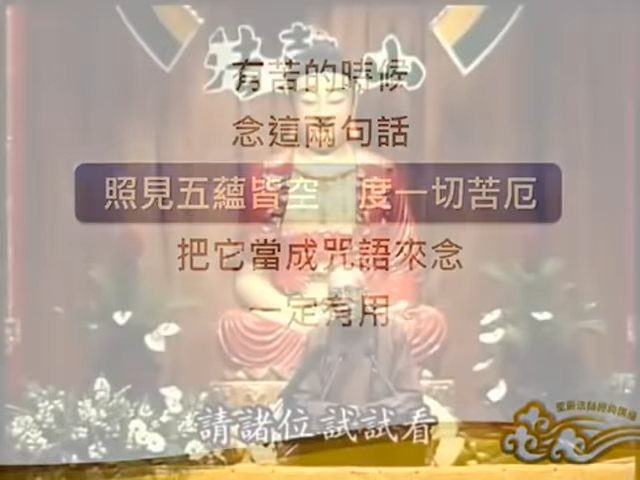 有苦的時候
念這兩句話
照見五蘊皆空 度一切苦厄
把它當成咒語來念
一定有用
請諸位試試看